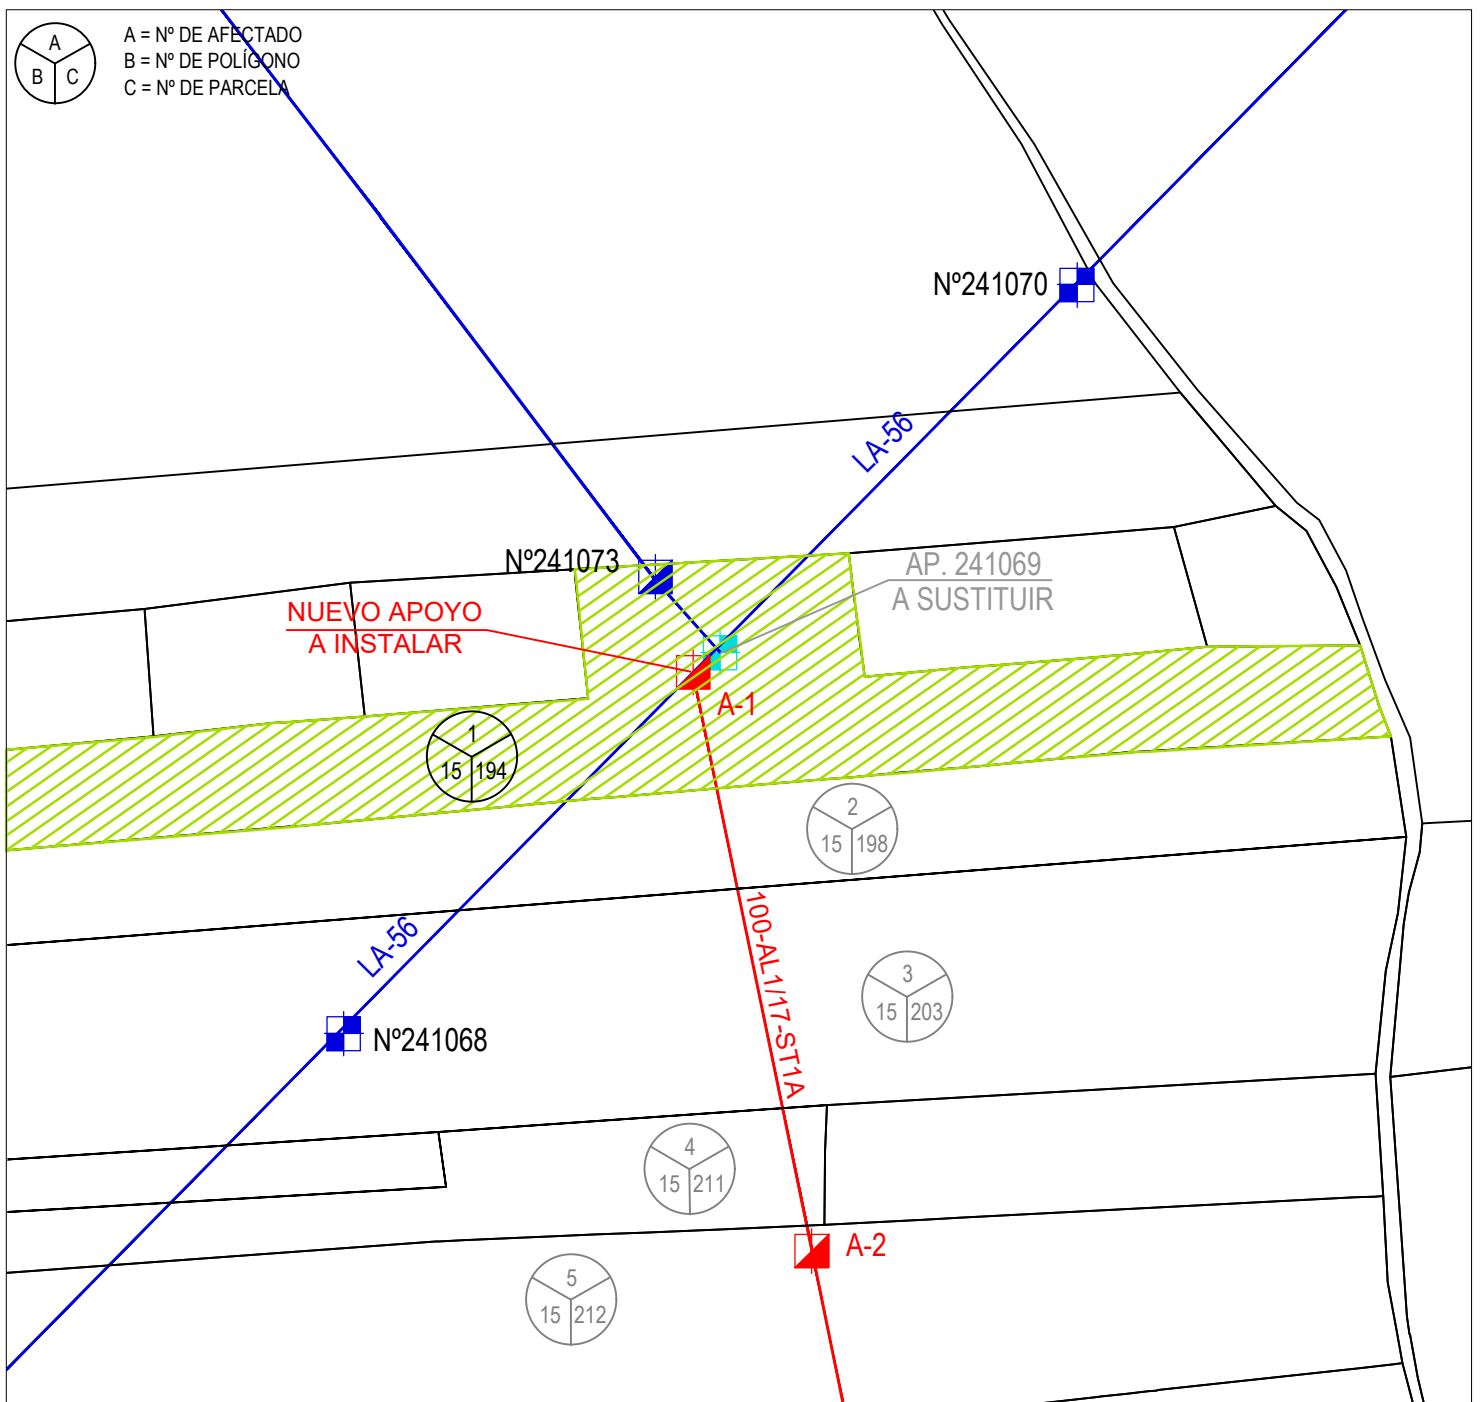 A
B
C
A = Nº DE AFECTADO
B = Nº DE POLÍGONO
C = Nº DE PARCELA
Nº241070
LA-56
Nº241073
AP. 241069
A SUSTITUIR
NUEVO APOYO
A INSTALAR
A-1
1
15
194
2
15
198
100-AL1/17-ST1A
LA-56
3
15
203
Nº241068
4
15
211
A-2
5
15
212